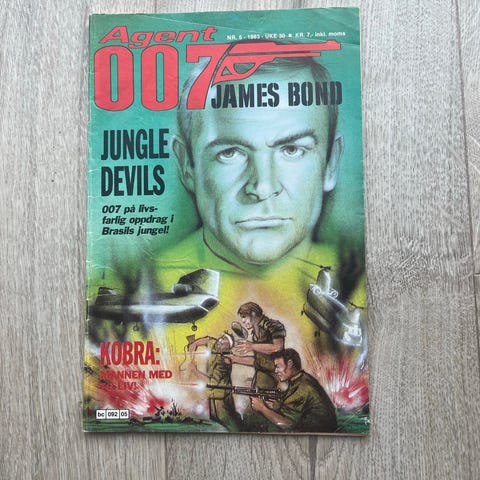 Agent
NR. 5 - 1983 - UKE 30 ■ KR. 7,- inkl. moms
007
JAMES BOND
JUNGLE
DEVILS
007 på livs-
farlig oppdrag i
Brasils jungel!
KOBRA:
MANNEN MED
LIV!
bc 092 05